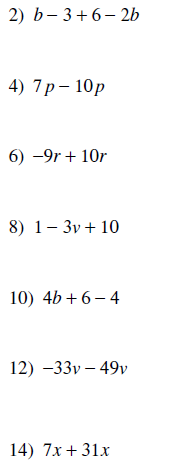 2) b − 3 + 6 − 2b
4) 7p − 10p
6) −9r + 10r
8) 1 − 3v + 10
10) 4b + 6 − 4
12) −33v − 49v
14) 7x + 31x